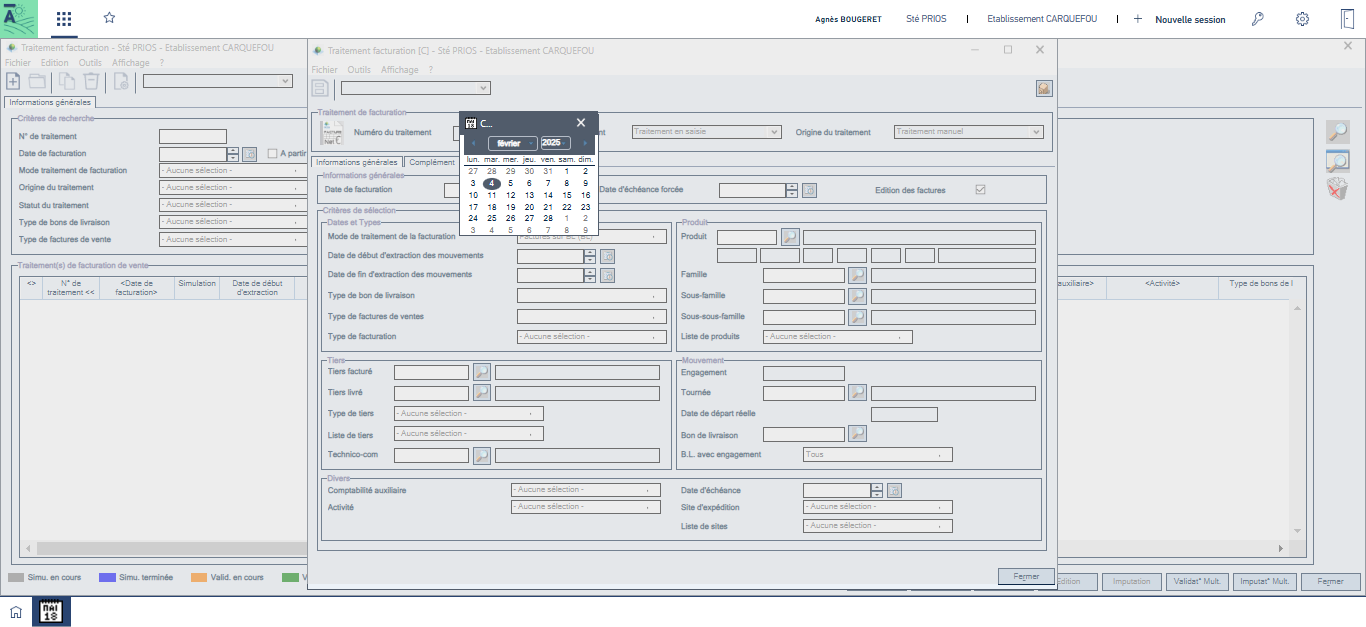 Agnès BOUGERET Sté PRIOS | Etablissement CARQUEFOU | + Nouvelle session
Traitement facturation - Sté PRIOS - Etablissement CARQUEFOU
Fichier Edition Outils Affichage ?
Informations générales
Critères de recherche
N° de traitement
Date de facturation A partir
Mode traitement de facturation - Aucune sélection -
Origine du traitement - Aucune sélection -
Statut du traitement - Aucune sélection -
Type de bons de livraison - Aucune sélection -
Type de factures de vente - Aucune sélection -
Traitement(s) de facturation de vente
<> N° de traitement << <Date de facturation> Simulation Date de début d'extraction
auxiliaire> <Activité> Type de bons de l
Simu. en cours Simu. terminée Valid. en cours V
Edition Imputation Validat° Mult. Imputat° Mult. Fermer
Traitement facturation [C] - Sté PRIOS - Etablissement CARQUEFOU
Fichier Outils Affichage ?
Traitement de facturation
Numéro du traitement nt Traitement en saisie Origine du traitement Traitement manuel
Informations générales Complément
Informations générales
Date de facturation Date d'échéance forcée Edition des factures
Critères de sélection
Dates et Types
Mode de traitement de la facturation Factures sur BC (BC)
Date de début d'extraction des mouvements
Date de fin d'extraction des mouvements
Type de bon de livraison
Type de factures de ventes
Type de facturation - Aucune sélection -
Produit
Produit
Famille
Sous-famille
Sous-sous-famille
Liste de produits - Aucune sélection -
Tiers
Tiers facturé
Tiers livré
Type de tiers - Aucune sélection -
Liste de tiers - Aucune sélection -
Technico-com
Mouvement
Engagement
Tournée
Date de départ réelle
Bon de livraison
B.L. avec engagement Tous
Divers
Comptabilité auxiliaire - Aucune sélection -
Activité - Aucune sélection -
Date d'échéance
Site d'expédition - Aucune sélection -
Liste de sites - Aucune sélection -
Fermer
MAI 18 C...
février 2025
lun. mar. mer. jeu. ven. sam. dim.
27 28 29 30 31 1 2
3 4 5 6 7 8 9
10 11 12 13 14 15 16
17 18 19 20 21 22 23
24 25 26 27 28 1 2
3 4 5 6 7 8 9
MAI
18